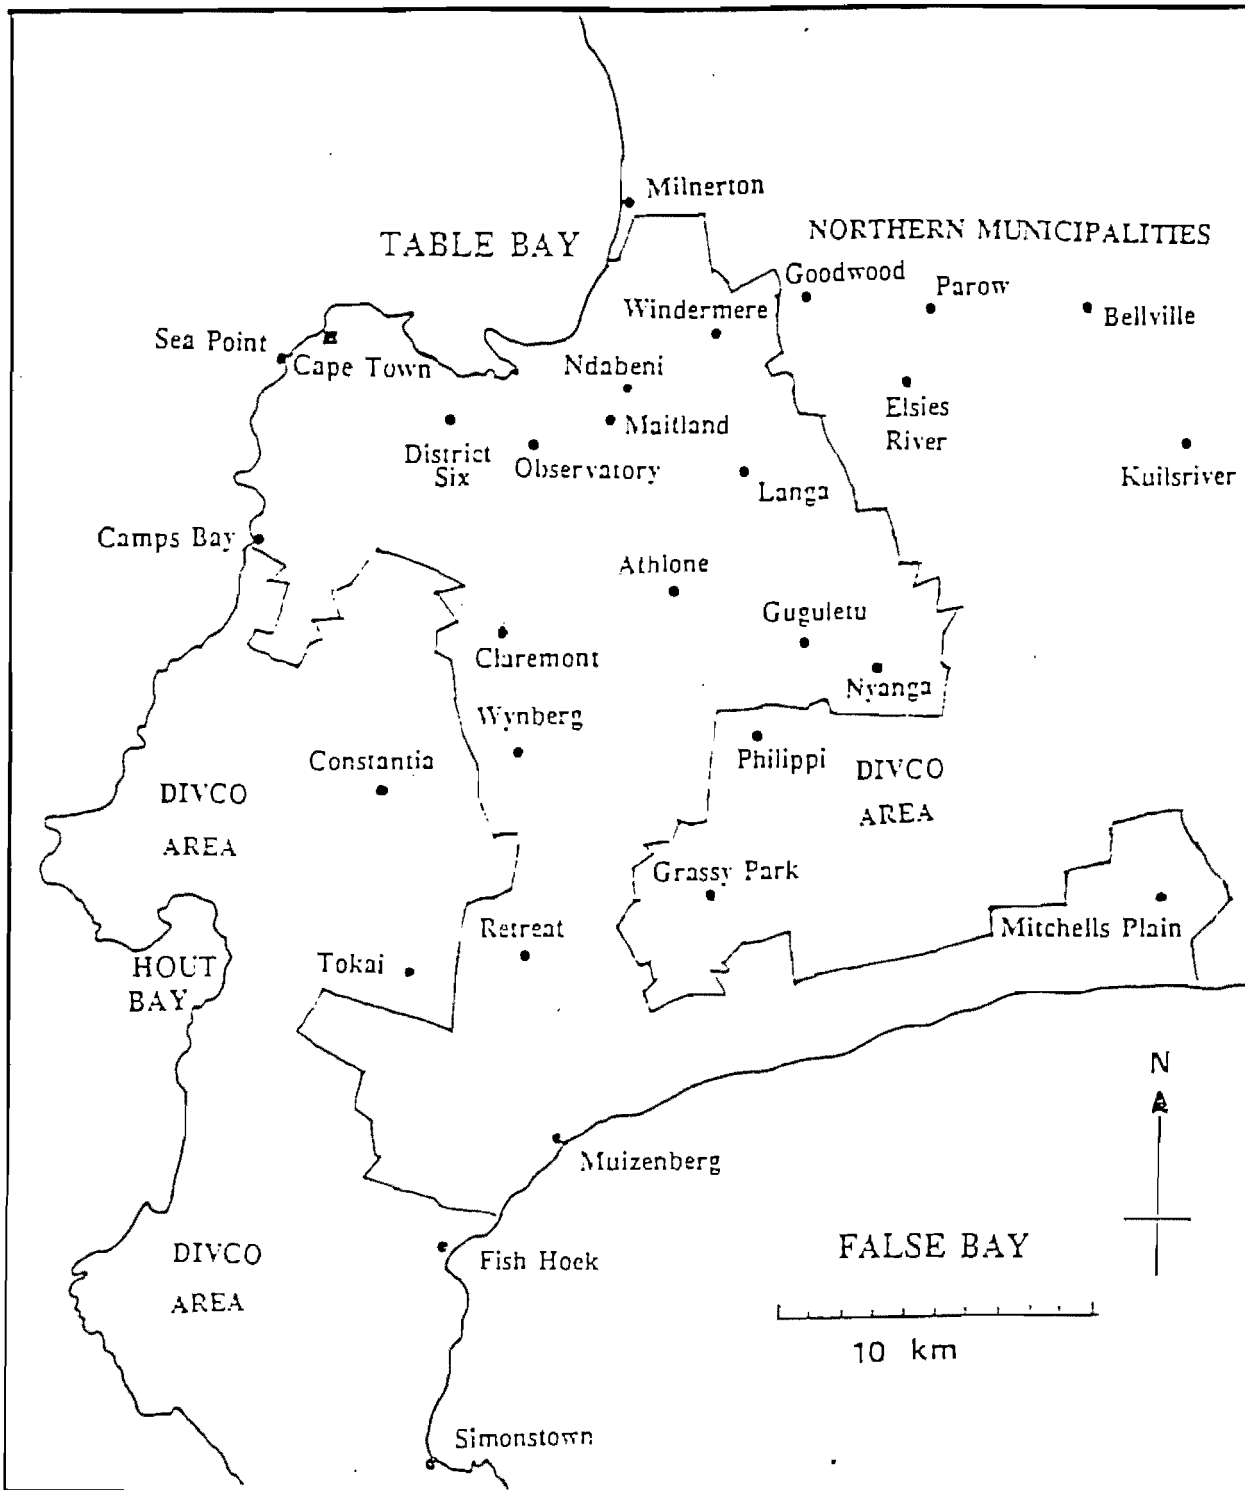 Milnerton
TABLE BAY
NORTHERN MUNICIPALITIES
Goodwood
Parow
Bellville
Windermere
Sea Point
Cape Town
Ndabeni
Elsies
River
Maitland
District
Six
Observatory
Langa
Kuilsriver
Camps Bay
Athlone
Guguletu
Claremont
Nyanga
Wynberg
Constantia
Philippi
DIVCO
AREA
DIVCO
AREA
Grassy Park
Retreat
Mitchells Plain
Tokai
HOUT
BAY
N
Muizenberg
DIVCO
AREA
Fish Hoek
FALSE BAY
10 km
Simonstown